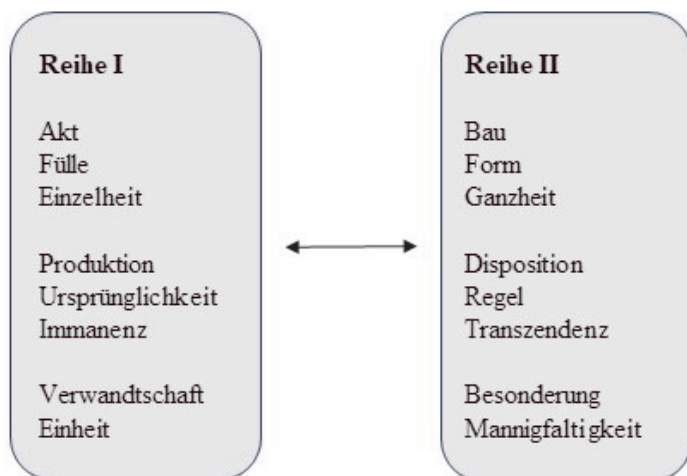 Reihe I
Akt
Fülle
Einzelheit
Produktion
Ursprünglichkeit
Immanenz
Verwandtschaft
Einheit
Reihe II
Bau
Form
Ganzheit
Disposition
Regel
Transzendenz
Besonderung
Mannigfaltigkeit